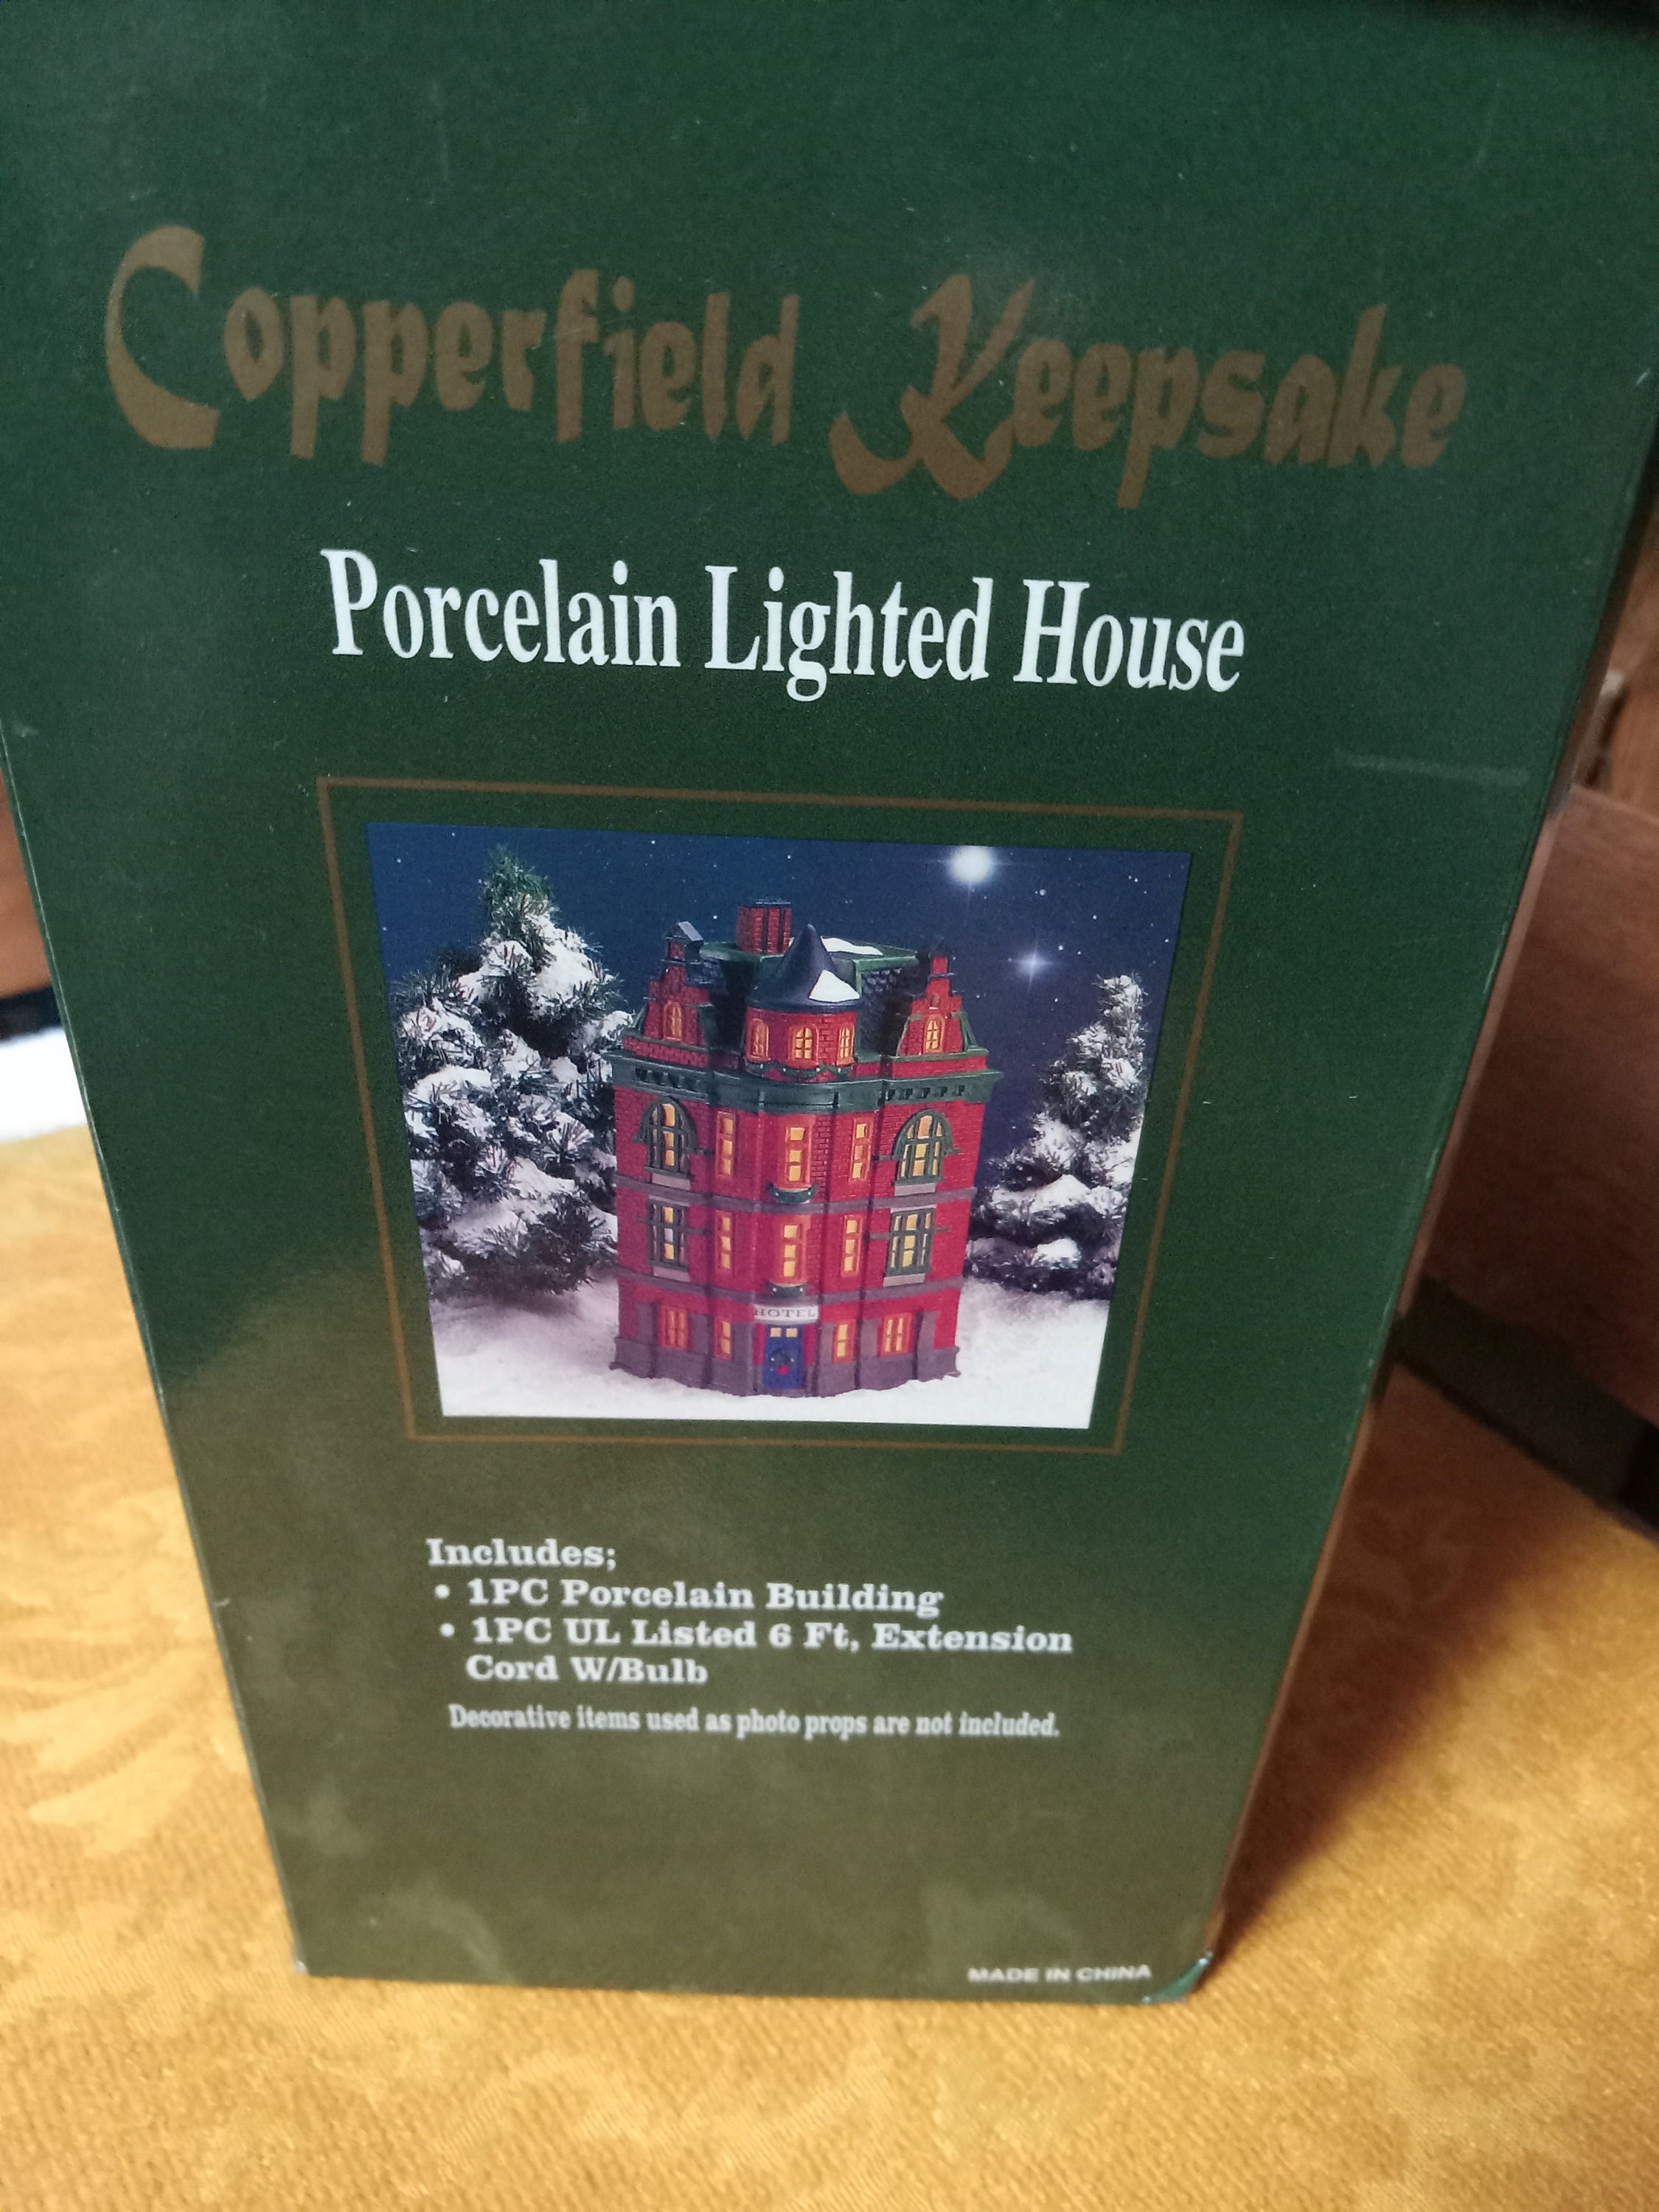 Copperfield Keepsake
Porcelain Lighted House
HOTEL
Includes;
• 1PC Porcelain Building
• 1PC UL Listed 6 Ft, Extension
Cord W/Bulb
Decorative items used as photo props are not included.
MADE IN CHINA